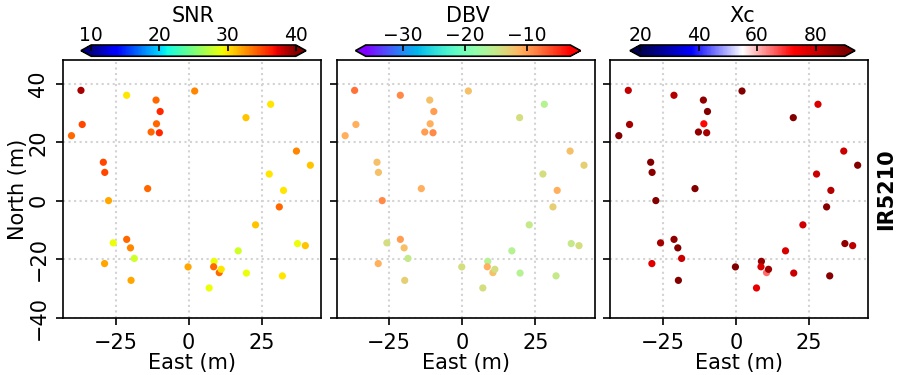 SNR DBV Xc
10 20 30 40 −30 −20 −10 20 40 60 80
40
20
0
−20
−40
North (m)
IR5210
−25 0 25 −25 0 25 −25 0 25
East (m) East (m) East (m)